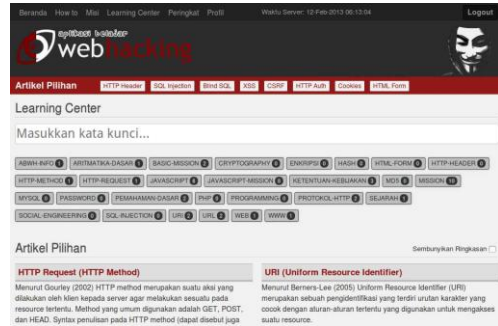 Beranda How to Misi Learning Center Peringkat Profil Waktu Server: 12-Feb-2013 06:13:04 Logout
aplikasi belajar
webhacking
Artikel Pilihan HTTP Header SQL Injection Blind SQL XSS CSRF HTTP Auth Cookies HTML Form
Learning Center
Masukkan kata kunci...
ABWH-INFO ARITMATIKA-DASAR BASIC-MISSION CRYPTOGRAPHY ENKRIPSI HASH HTML-FORM HTTP-HEADER
HTTP-METHOD HTTP-REQUEST JAVASCRIPT JAVASCRIPT-MISSION KETENTUAN-KEBIJAKAN MD5 MISSION
MYSQL PASSWORD PEMAHAMAN-DASAR PHP PROGRAMMING PROTOKOL-HTTP SEJARAH
SOCIAL-ENGINEERING SQL-INJECTION URI URL WEB WWW
Artikel Pilihan Sembunyikan Ringkasan
HTTP Request (HTTP Method)
Menurut Gourley (2002) HTTP method merupakan suatu aksi yang
dilakukan oleh klien kepada server agar melakukan sesuatu pada
resource tertentu. Method yang umum digunakan adalah GET, POST,
dan HEAD. Syntax penulisan pada HTTP method (dapat disebut juga
URI (Uniform Resource Identifier)
Menurut Berners-Lee (2005) Uniform Resource Identifier (URI)
merupakan sebuah pengidentifikasi yang terdiri urutan karakter yang
cocok dengan aturan-aturan tertentu yang digunakan untuk mengakses
suatu resource.